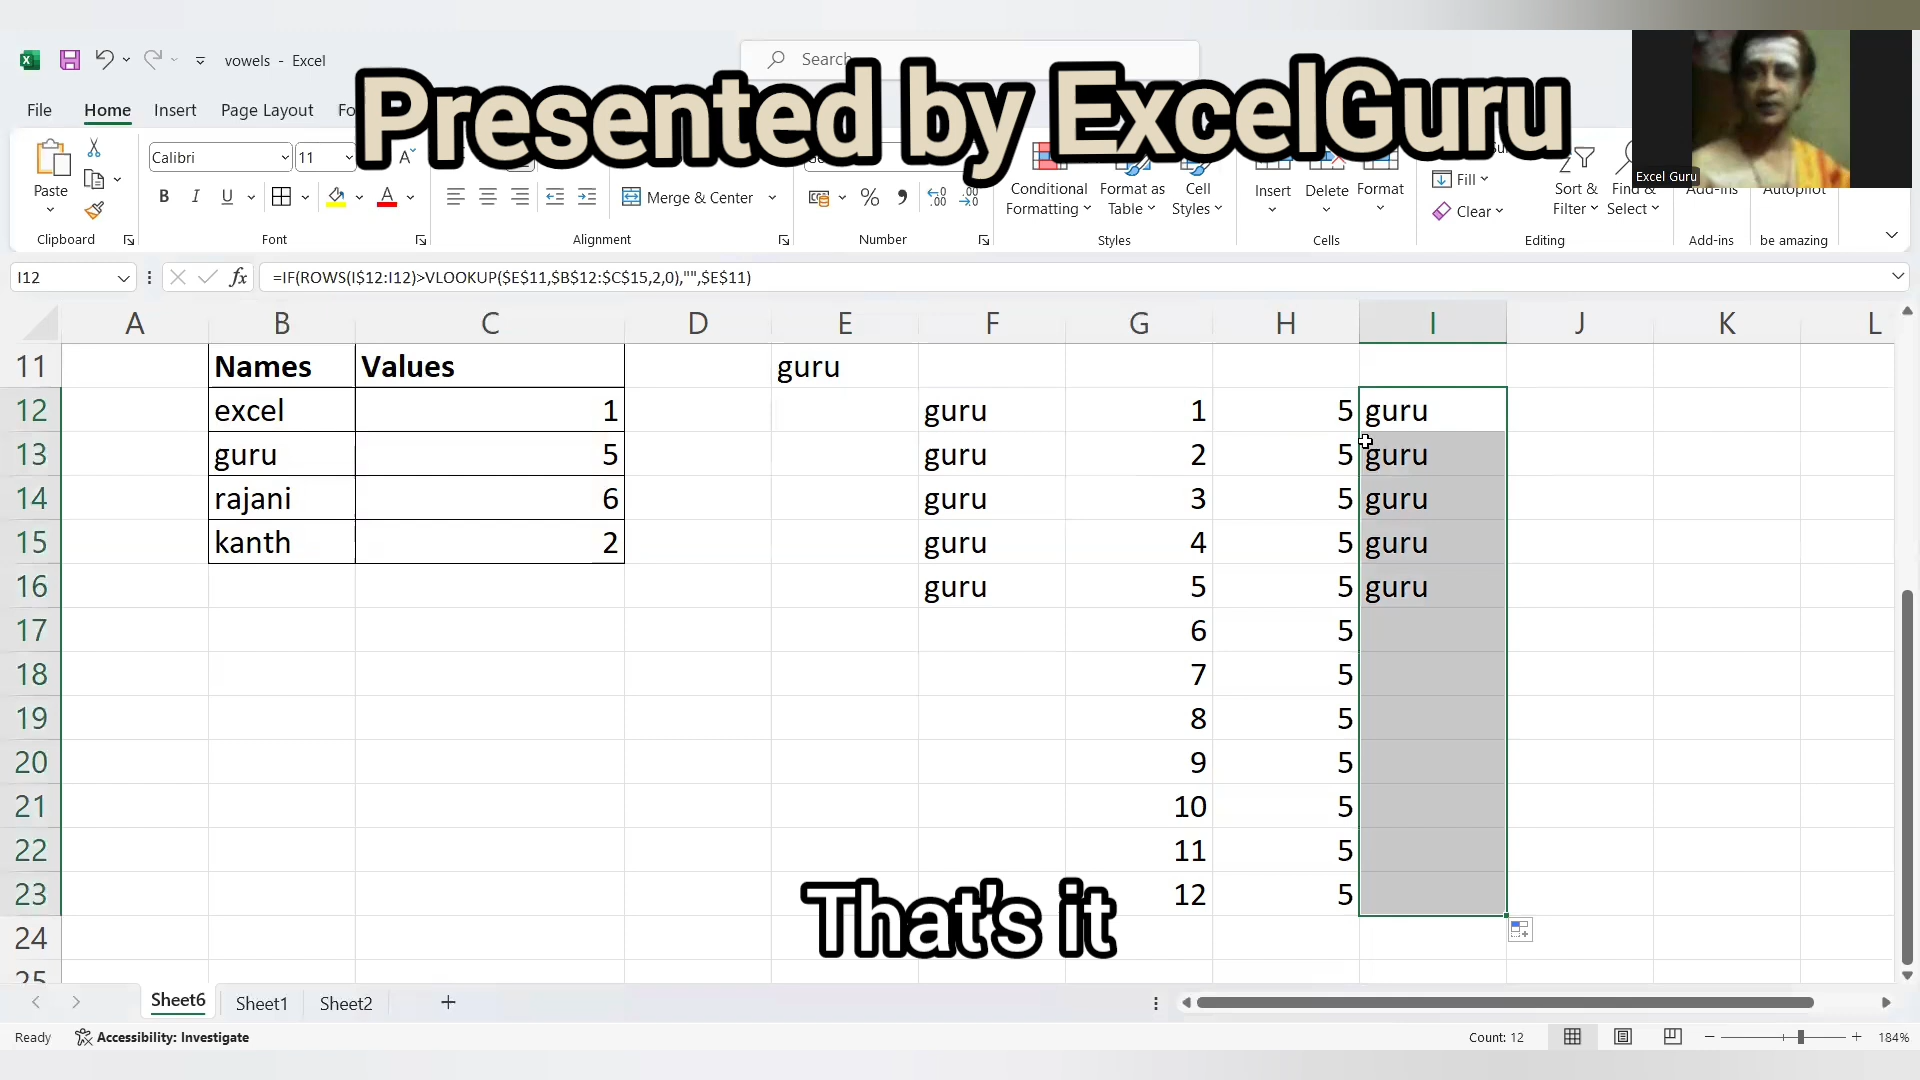 vowels - Excel
Search
Presented by ExcelGuru
Excel Guru
File Home Insert Page Layout Fo
Paste
Calibri
11
Merge & Center
Conditional Formatting
Format as Table
Cell Styles
Insert
Delete
Format
Fill
Clear
Sort & Filter
Find & Select
Add-ins
Autopilot
Clipboard Font Alignment Number Styles Cells Editing Add-ins be amazing
I12
fx =IF(ROWS(I$12:I12)>VLOOKUP($E$11,$B$12:$C$15,2,0),"",$E$11)
A B C D E F G H I J K L
11 Names Values guru
12 excel 1 guru 1 5 guru
13 guru 5 guru 2 5 guru
14 rajani 6 guru 3 5 guru
15 kanth 2 guru 4 5 guru
16 guru 5 5 guru
17 6 5
18 7 5
19 8 5
20 9 5
21 10 5
22 11 5
23 12 5
24
25
That's it
Sheet6 Sheet1 Sheet2
Ready Accessibility: Investigate Count: 12 184%